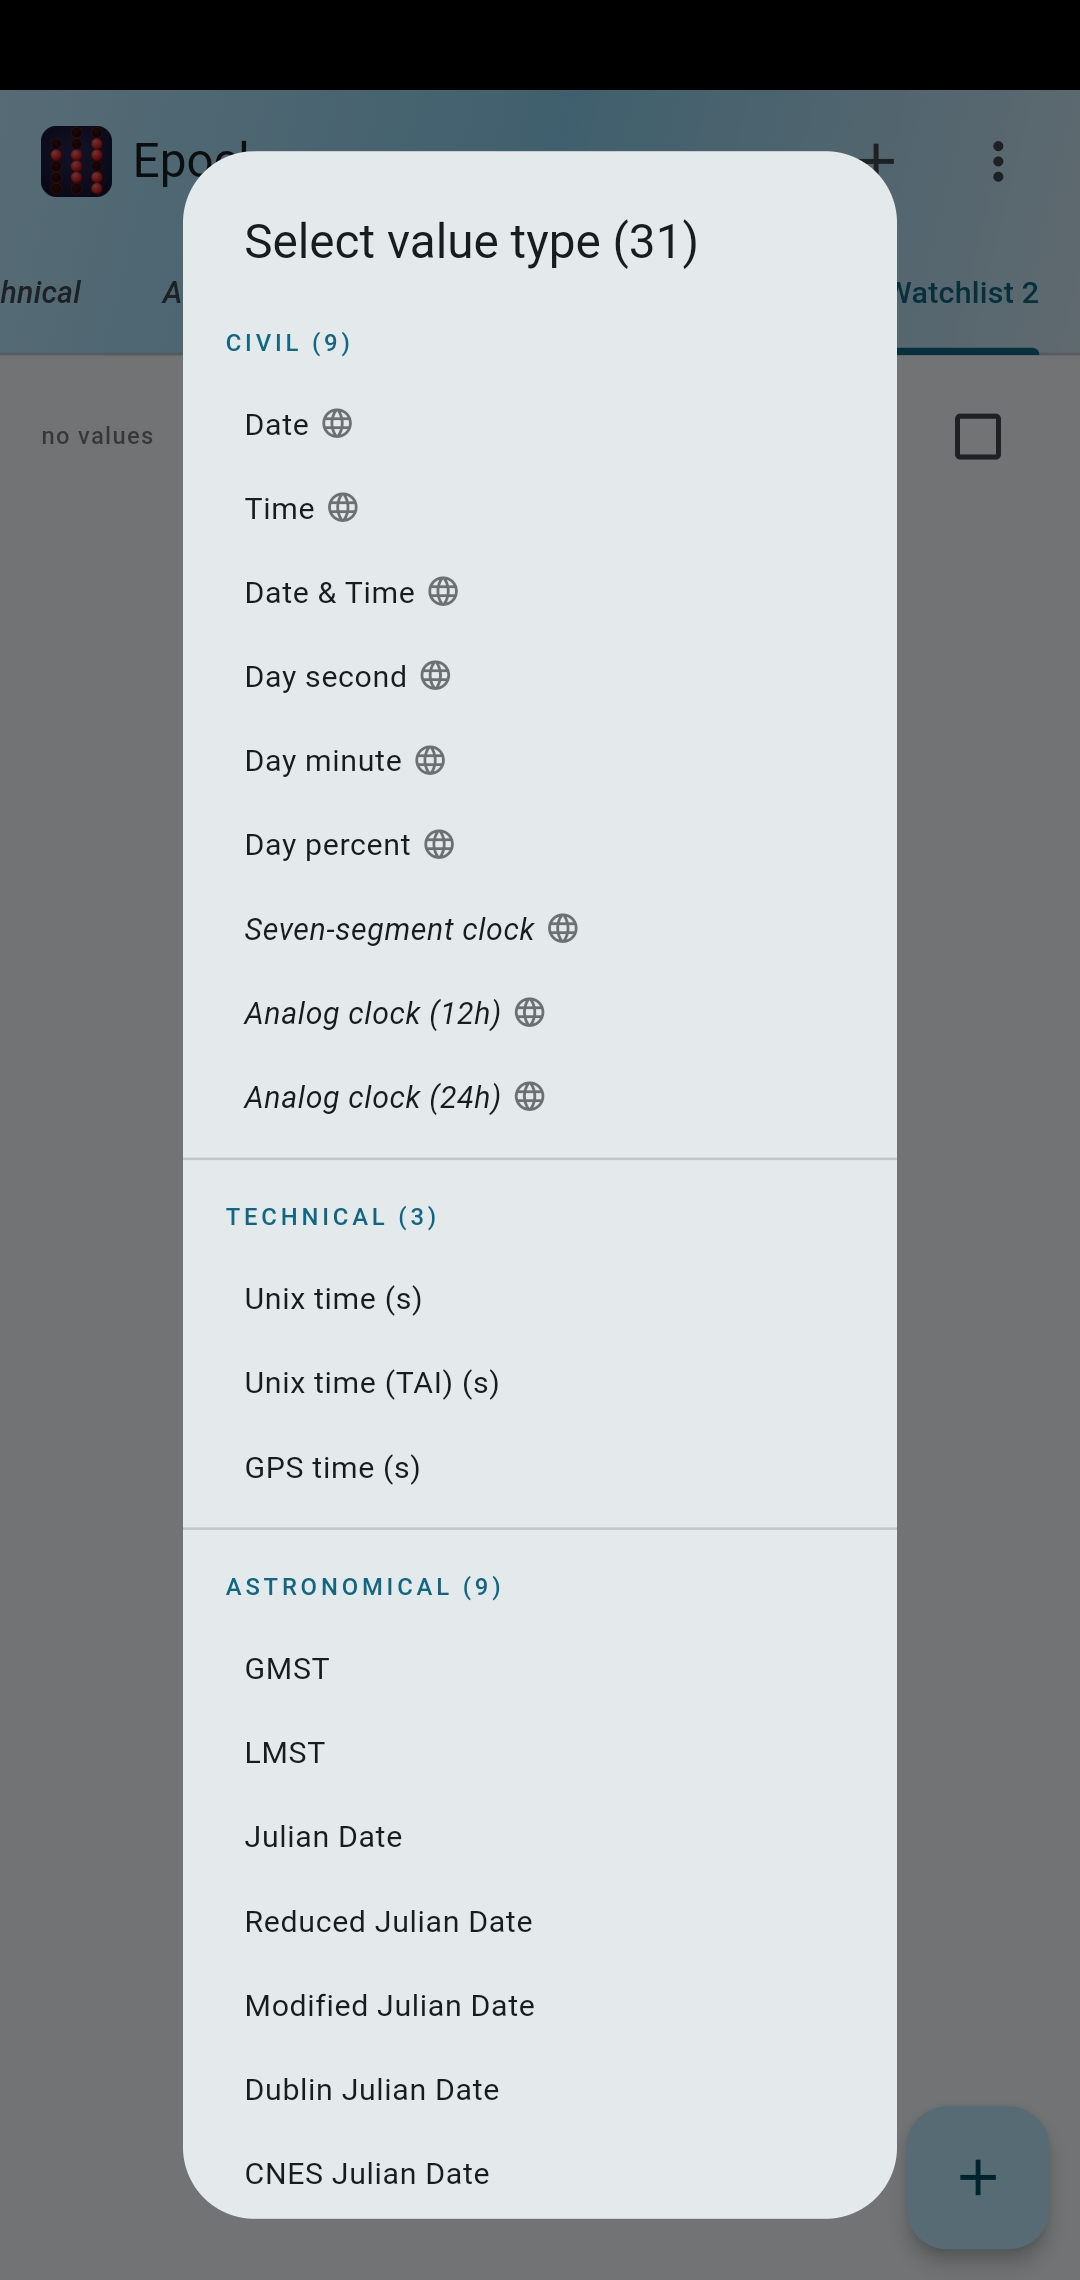 Select value type (31)
hnical
Watchlist 2
CIVIL (9)
Date
no values
Time
Date & Time
Day second
Day minute
Day percent
Seven-segment clock
Analog clock (12h)
Analog clock (24h)
TECHNICAL (3)
Unix time (s)
Unix time (TAI) (s)
GPS time (s)
ASTRONOMICAL (9)
GMST
LMST
Julian Date
Reduced Julian Date
Modified Julian Date
Dublin Julian Date
CNES Julian Date